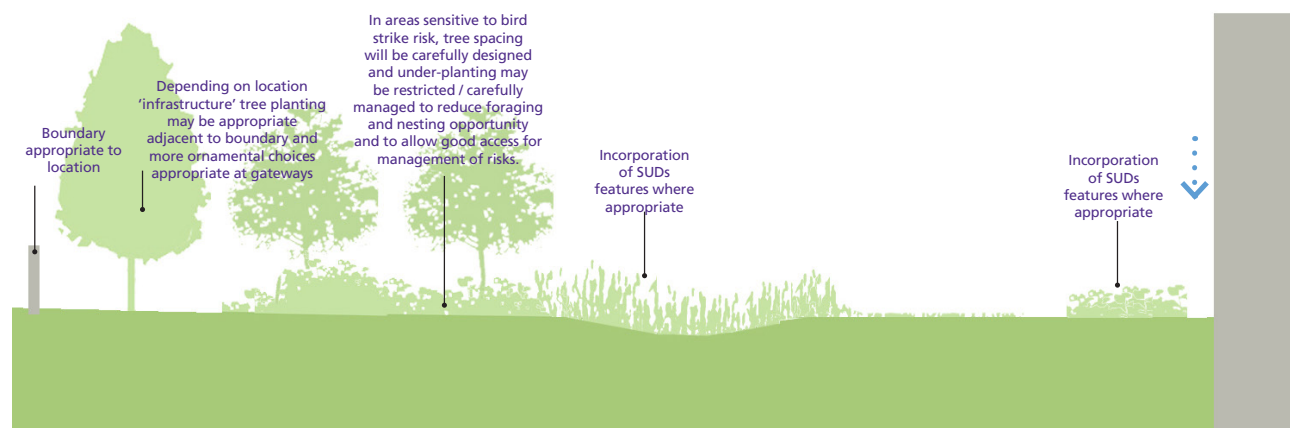 Boundary
appropriate to
location
Depending on location
'infrastructure' tree planting
may be appropriate
adjacent to boundary and
more ornamental choices
appropriate at gateways
In areas sensitive to bird
strike risk, tree spacing
will be carefully designed
and under-planting may
be restricted / carefully
managed to reduce foraging
and nesting opportunity
and to allow good access for
management of risks.
Incorporation
of SUDs
features where
appropriate
Incorporation
of SUDs
features where
appropriate